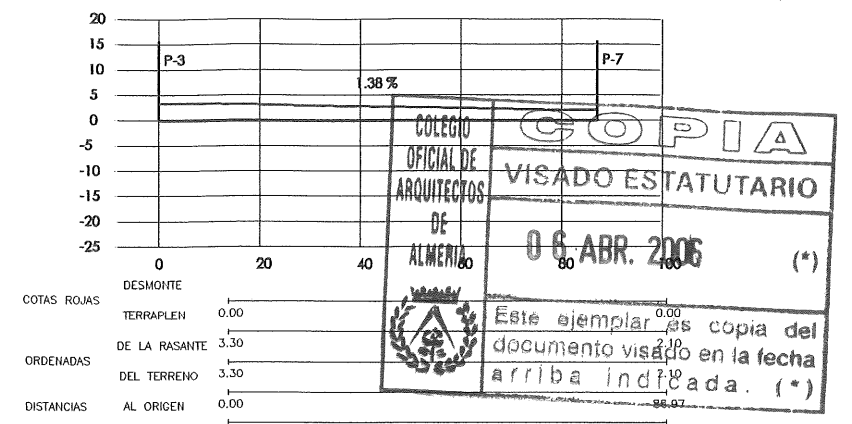 20
15
P-3
P-7
10
1.38 %
5
0
-5
-10
-15
-20
-25
0 20 40 60 80 100
COLEGIO
OFICIAL DE
ARQUITECTOS
DE
ALMERIA
COPIA
VISADO ESTATUTARIO
06 ABR. 2006 (*)
Este ejemplar es copia del
documento visado en la fecha
arriba indicada. (*)
DESMONTE
COTAS ROJAS
TERRAPLEN 0.00 0.00
DE LA RASANTE 3.30 2.10
ORDENADAS
DEL TERRENO 3.30 2.10
DISTANCIAS AL ORIGEN 0.00 86.97